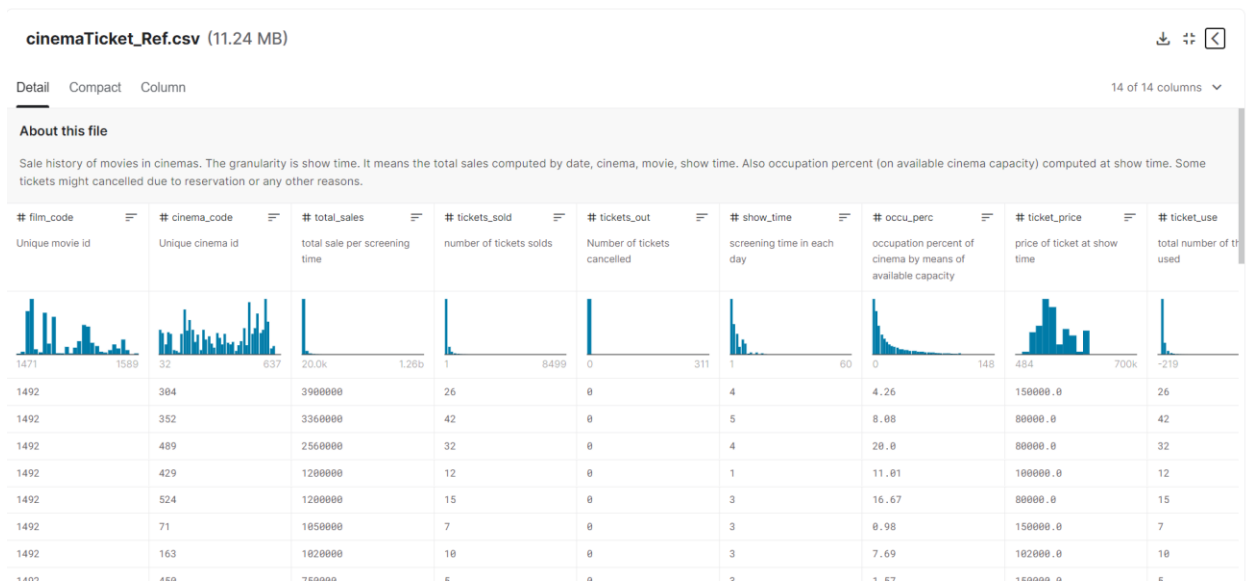 cinemaTicket_Ref.csv (11.24 MB)
Detail Compact Column 14 of 14 columns
About this file
Sale history of movies in cinemas. The granularity is show time. It means the total sales computed by date, cinema, movie, show time. Also occupation percent (on available cinema capacity) computed at show time. Some
tickets might cancelled due to reservation or any other reasons.
# film_code # cinema_code # total_sales # tickets_sold # tickets_out # show_time # occu_perc # ticket_price # ticket_use
Unique movie id Unique cinema id total sale per screening number of tickets solds Number of tickets screening time in each occupation percent of price of ticket at show total number of th
time cancelled day cinema by means of time used
available capacity
1471 1589 32 637 20.0k 1.26b 1 8499 0 311 1 60 0 148 484 700k -219
1492 304 3900000 26 0 4 4.26 150000.0 26
1492 352 3360000 42 0 5 8.08 80000.0 42
1492 489 2560000 32 0 4 20.0 80000.0 32
1492 429 1200000 12 0 1 11.01 100000.0 12
1492 524 1200000 15 0 3 16.67 80000.0 15
1492 71 1050000 7 0 3 0.98 150000.0 7
1492 163 1020000 10 0 3 7.69 102000.0 10
1492 450 750000 5 0 3 1.57 150000.0 5